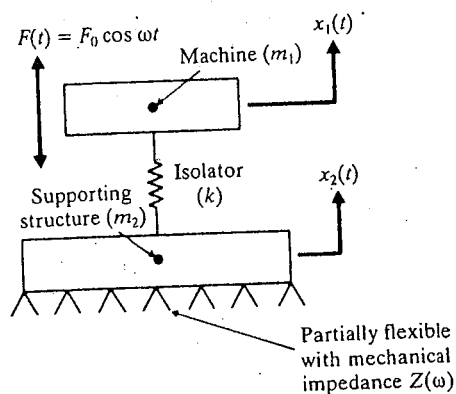 F(t) = F₀ cos ωt
x₁(t)
Machine (m₁)
Isolator
(k)
x₂(t)
Supporting
structure (m₂)
Partially flexible
with mechanical
impedance Z(ω)